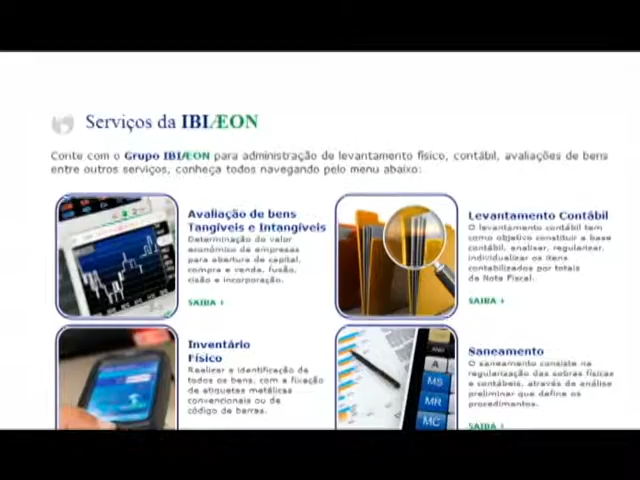 Serviços da IBIÆON
Conte com o Grupo IBIÆON para administração de levantamento físico, contábil, avaliações de bens
entre outros serviços, conheça todos navegando pelo menu abaixo:
Avaliação de bens
Tangíveis e Intangíveis
Determinação do valor
econômico de empresas
para abertura de capital,
compra e venda, fusão,
cisão e incorporação.
SAIBA +
Levantamento Contábil
O levantamento contábil tem
como objetivo constituir a base
contábil, analisar, regularizar,
individualizar os itens
contabilizados por totais
da Nota Fiscal.
SAIBA +
Inventário
Físico
Realizar a identificação de
todos os bens, com a fixação
de etiquetas metálicas
convencionais ou de
código de barras.
Saneamento
O saneamento consiste na
regularização das sobras físicas
e contábeis, através de análise
preliminar que define os
procedimentos.
SAIBA +
A
MS
MR
MC